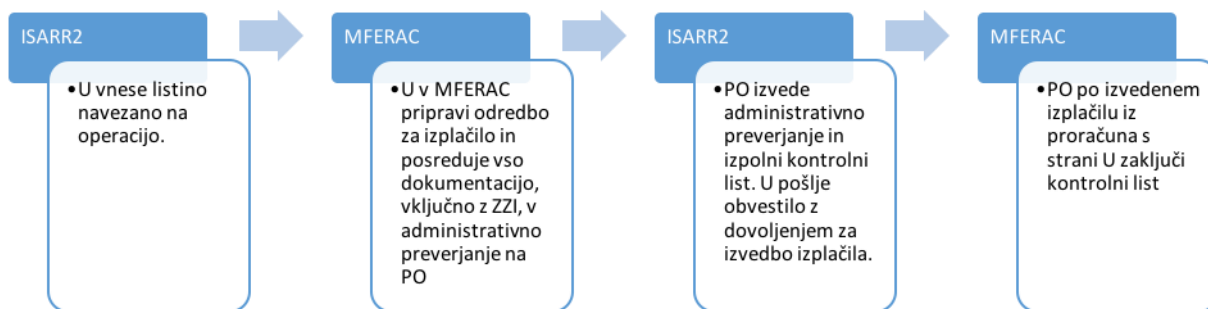 ISARR2
•U vnese listino
navezano na
operacijo.
MFERAC
•U v MFERAC
pripravi odredbo
za izplačilo in
posreduje vso
dokumentacijo,
vključno z ZZI, v
administrativno
preverjanje na
PO
ISARR2
•PO izvede
administrativno
preverjanje in
izpolni kontrolni
list. U pošlje
obvestilo z
dovoljenjem za
izvedbo izplačila.
MFERAC
•PO po izvedenem
izplačilu iz
proračuna s
strani U zaključi
kontrolni list